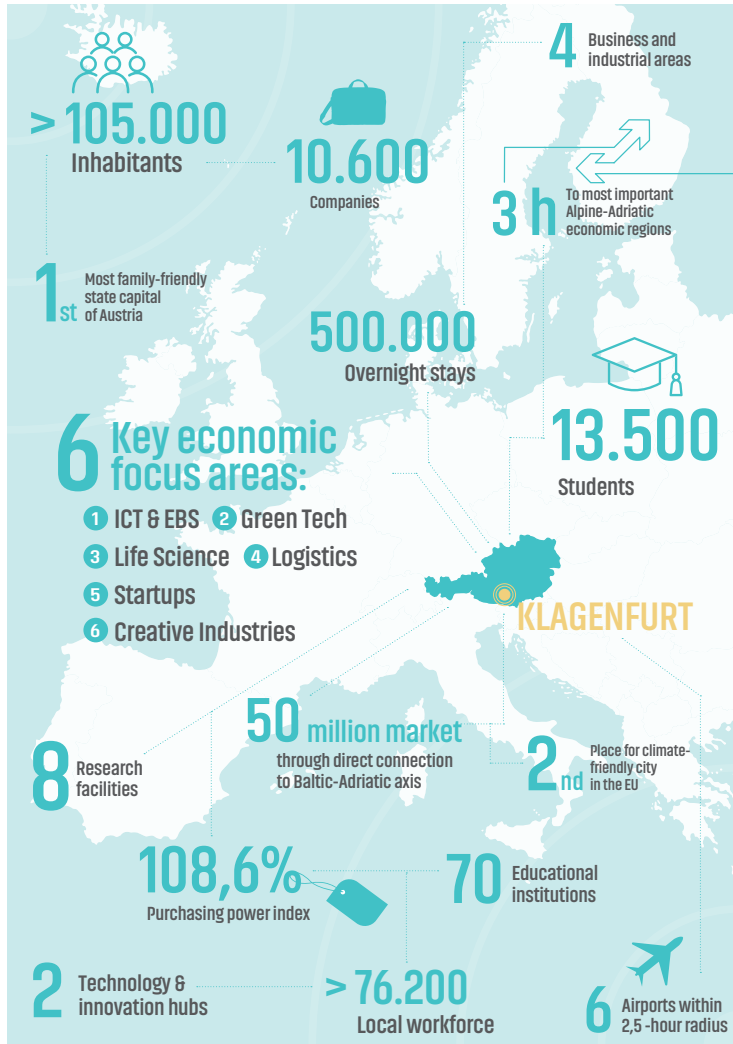 4
Business and
industrial areas
> 105.000
Inhabitants
10.600
Companies
3 h
To most important
Alpine-Adriatic
economic regions
1st
Most family-friendly
state capital
of Austria
500.000
Overnight stays
13.500
Students
6 Key economic
focus areas:
1 ICT & EBS 2 Green Tech
3 Life Science 4 Logistics
5 Startups
6 Creative Industries
KLAGENFURT
50 million market
through direct connection
to Baltic-Adriatic axis
8
Research
facilities
2nd
Place for climate-
friendly city
in the EU
108,6%
Purchasing power index
70
Educational
institutions
2
Technology &
innovation hubs
> 76.200
Local workforce
6
Airports within
2,5 -hour radius